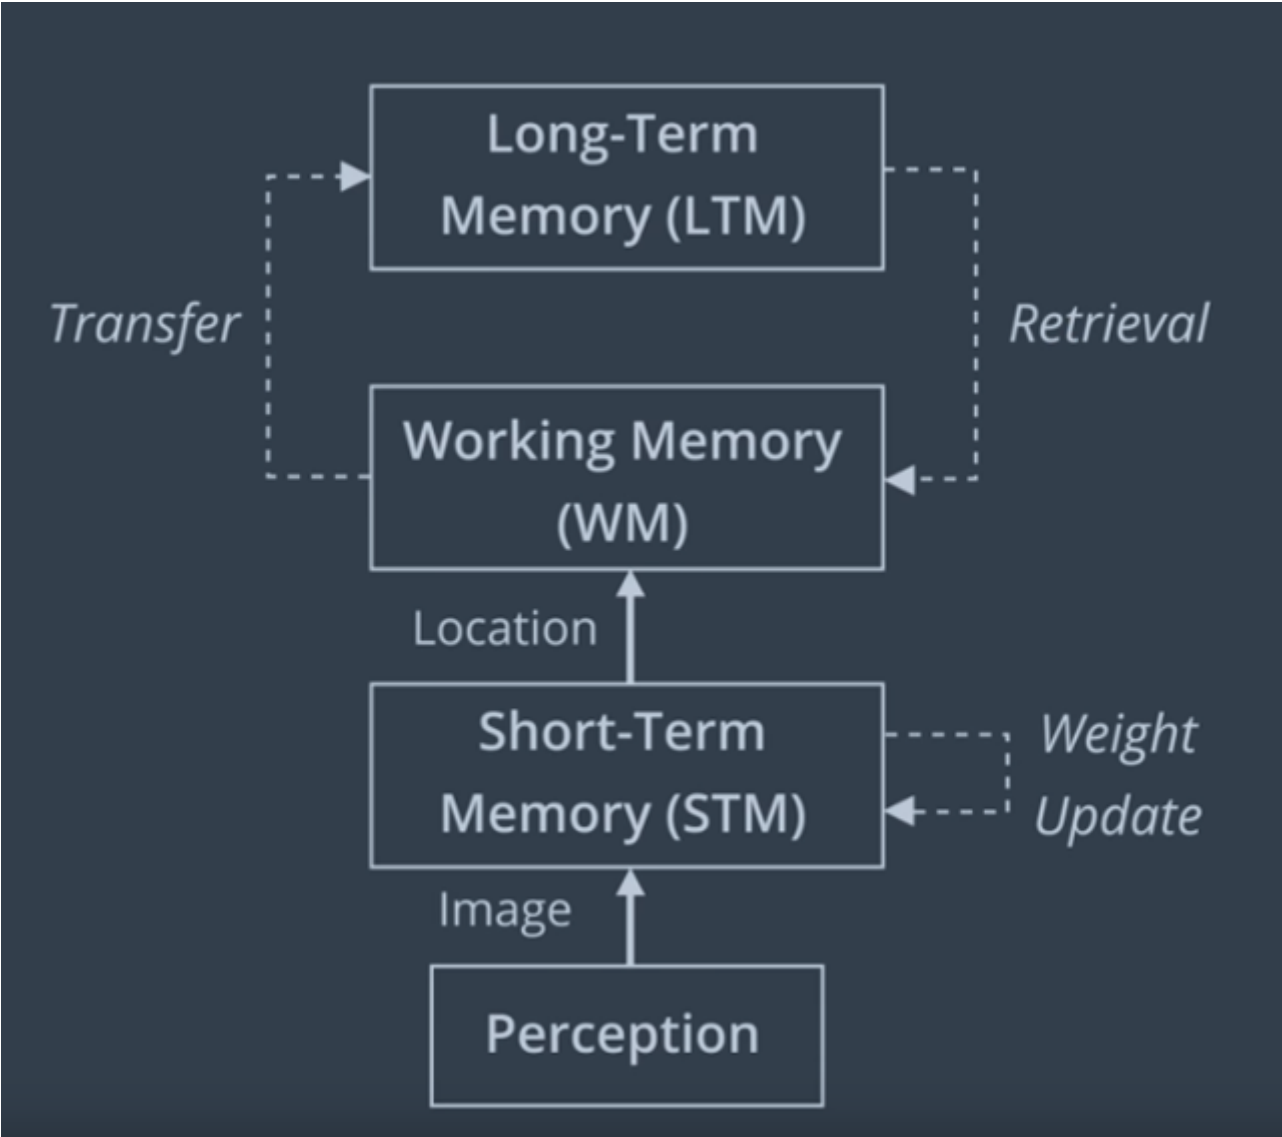 Long-Term
Memory (LTM)
Transfer
Retrieval
Working Memory
(WM)
Location
Short-Term
Memory (STM)
Weight
Update
Image
Perception